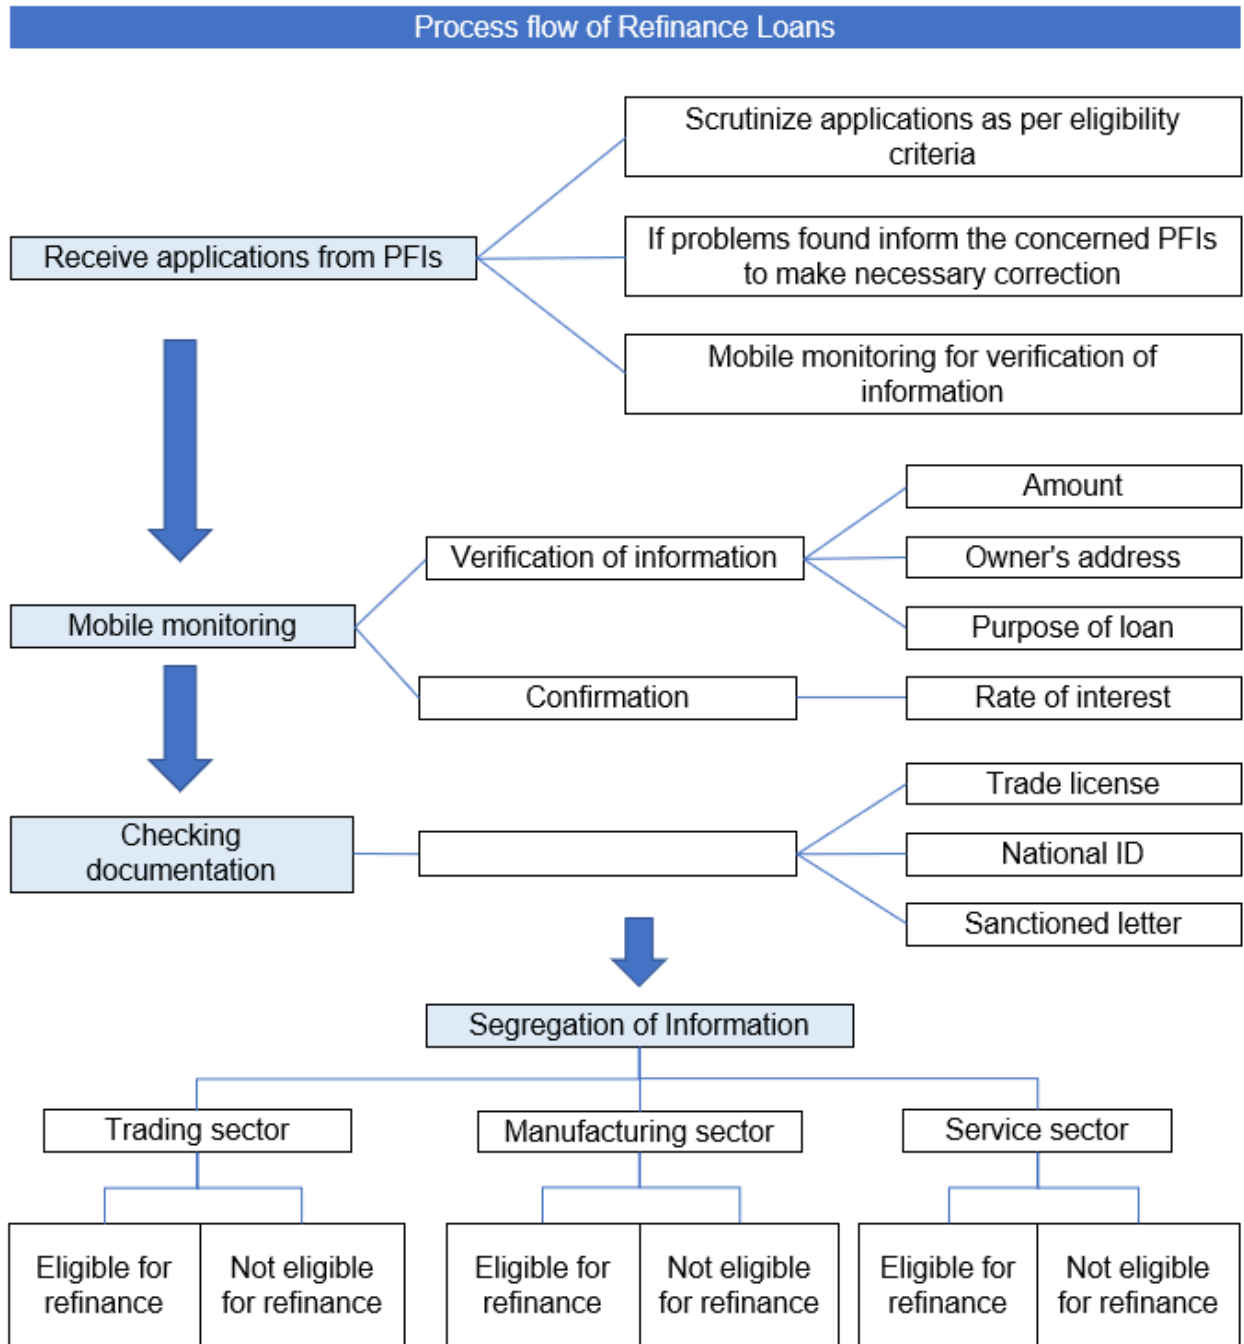 Process flow of Refinance Loans
Scrutinize applications as per eligibility
criteria
Receive applications from PFIs
If problems found inform the concerned PFIs
to make necessary correction
Mobile monitoring for verification of
information
Amount
Verification of information
Owner's address
Mobile monitoring
Purpose of loan
Confirmation
Rate of interest
Trade license
Checking
documentation
National ID
Sanctioned letter
Segregation of Information
Trading sector
Manufacturing sector
Service sector
Eligible for
refinance
Not eligible
for refinance
Eligible for
refinance
Not eligible
for refinance
Eligible for
refinance
Not eligible
for refinance